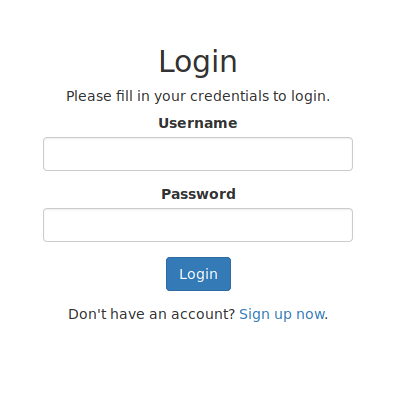 Login
Please fill in your credentials to login.
Username
Password
Login
Don't have an account? Sign up now.